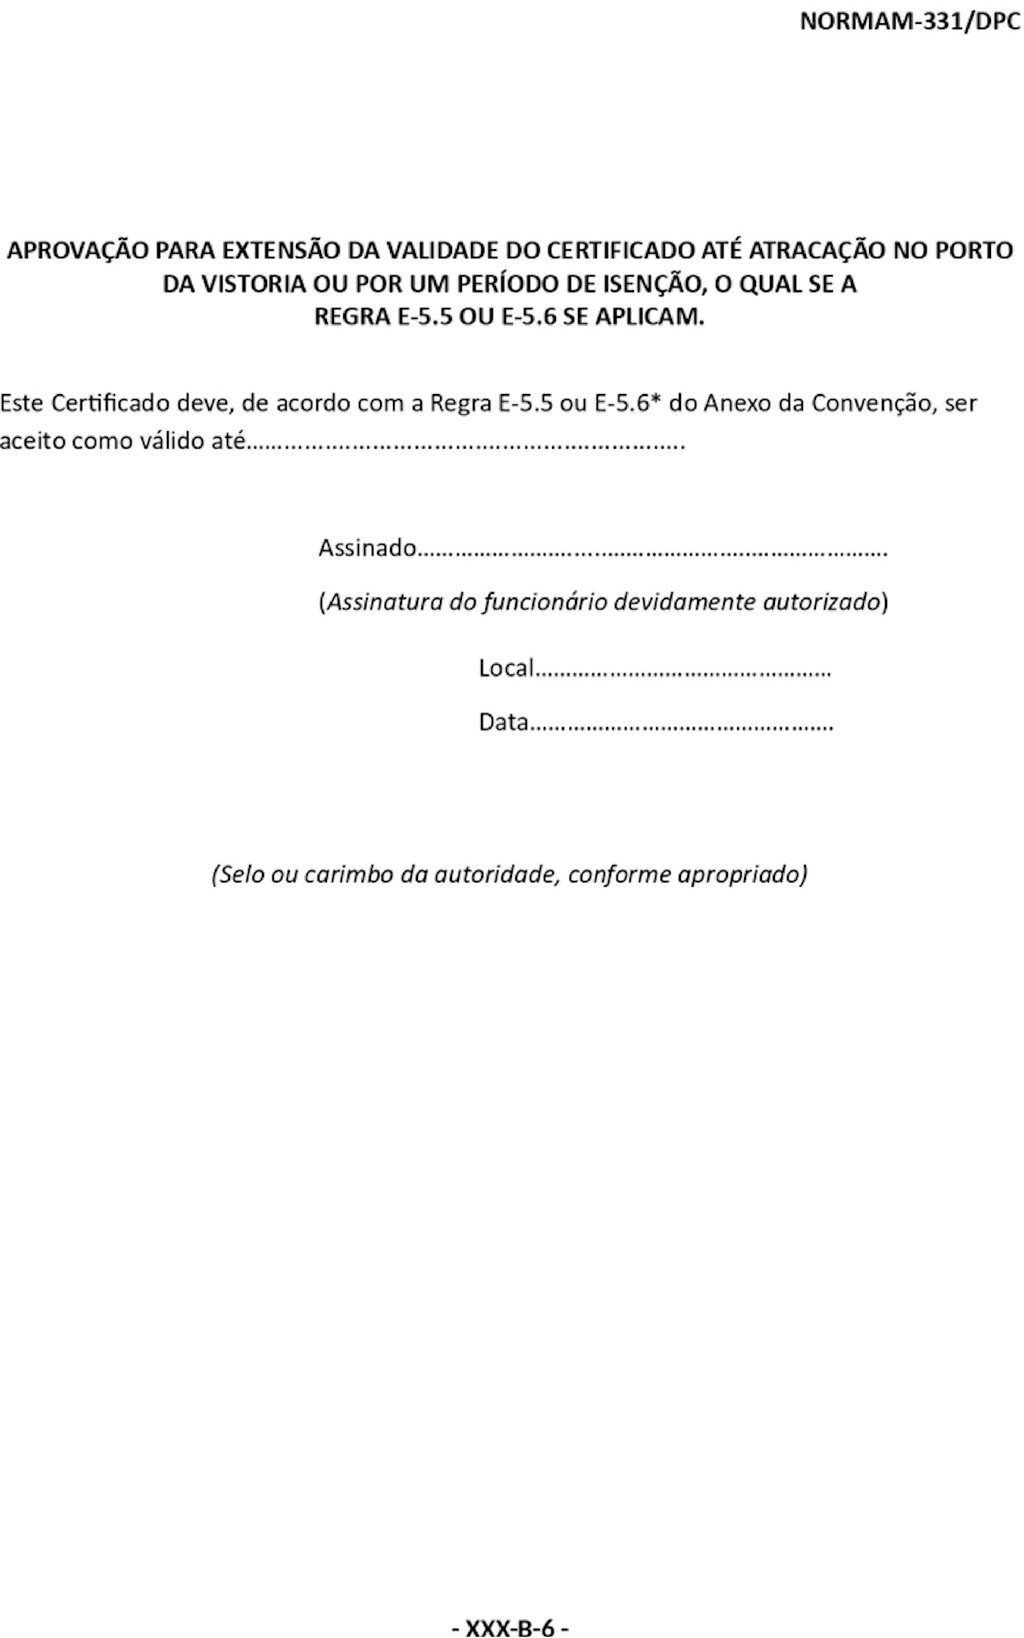 NORMAM-331/DPC
APROVAÇÃO PARA EXTENSÃO DA VALIDADE DO CERTIFICADO ATÉ ATRACAÇÃO NO PORTO
DA VISTORIA OU POR UM PERÍODO DE ISENÇÃO, O QUAL SE A
REGRA E-5.5 OU E-5.6 SE APLICAM.
Este Certificado deve, de acordo com a Regra E-5.5 ou E-5.6* do Anexo da Convenção, ser
aceito como válido até....................................................................
Assinado............................................................................
(Assinatura do funcionário devidamente autorizado)
Local................................................
Data.................................................
(Selo ou carimbo da autoridade, conforme apropriado)
- XXX-B-6 -